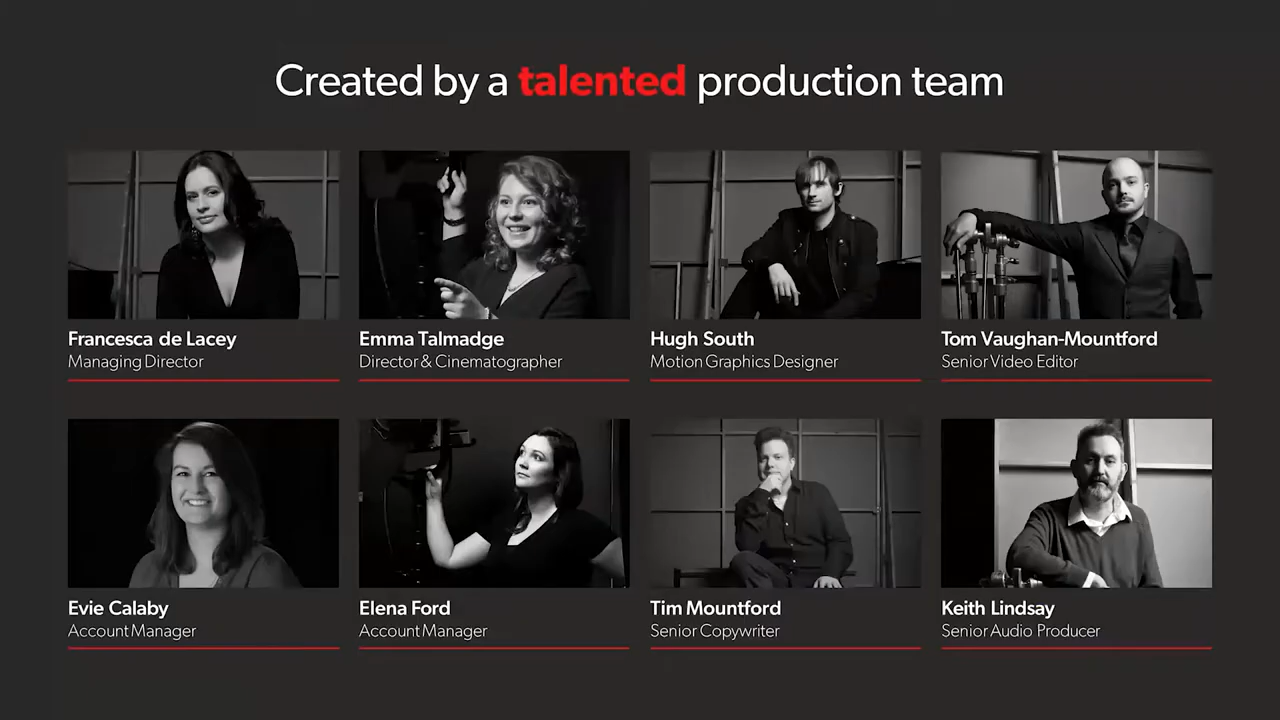 Created by a talented production team
Francesca de Lacey
Managing Director
Emma Talmadge
Director & Cinematographer
Hugh South
Motion Graphics Designer
Tom Vaughan-Mountford
Senior Video Editor
Evie Calaby
Account Manager
Elena Ford
Account Manager
Tim Mountford
Senior Copywriter
Keith Lindsay
Senior Audio Producer